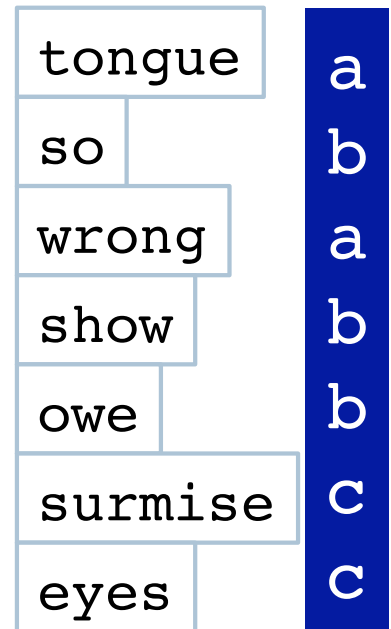 tongue a
so b
wrong a
show b
owe b
surmise c
eyes c